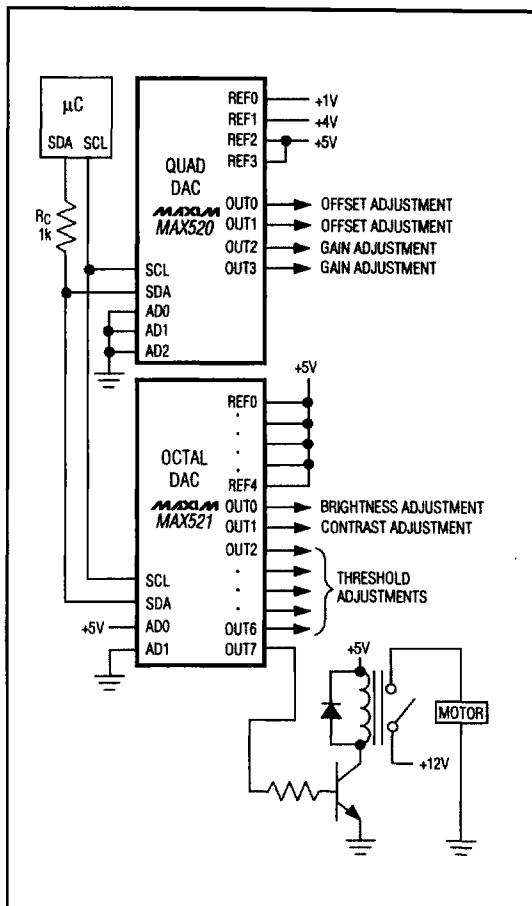 μC
SDA SCL
RC
1k
QUAD
DAC
MAXIM
MAX520
REF0
REF1
REF2
REF3
+1V
+4V
+5V
OUT0
OUT1
OUT2
OUT3
OFFSET ADJUSTMENT
OFFSET ADJUSTMENT
GAIN ADJUSTMENT
GAIN ADJUSTMENT
SCL
SDA
AD0
AD1
AD2
+5V
OCTAL
DAC
MAXIM
MAX521
REF0
REF4
OUT0
OUT1
OUT2
OUT6
OUT7
BRIGHTNESS ADJUSTMENT
CONTRAST ADJUSTMENT
THRESHOLD
ADJUSTMENTS
SCL
SDA
+5V
AD0
AD1
+5V
MOTOR
+12V